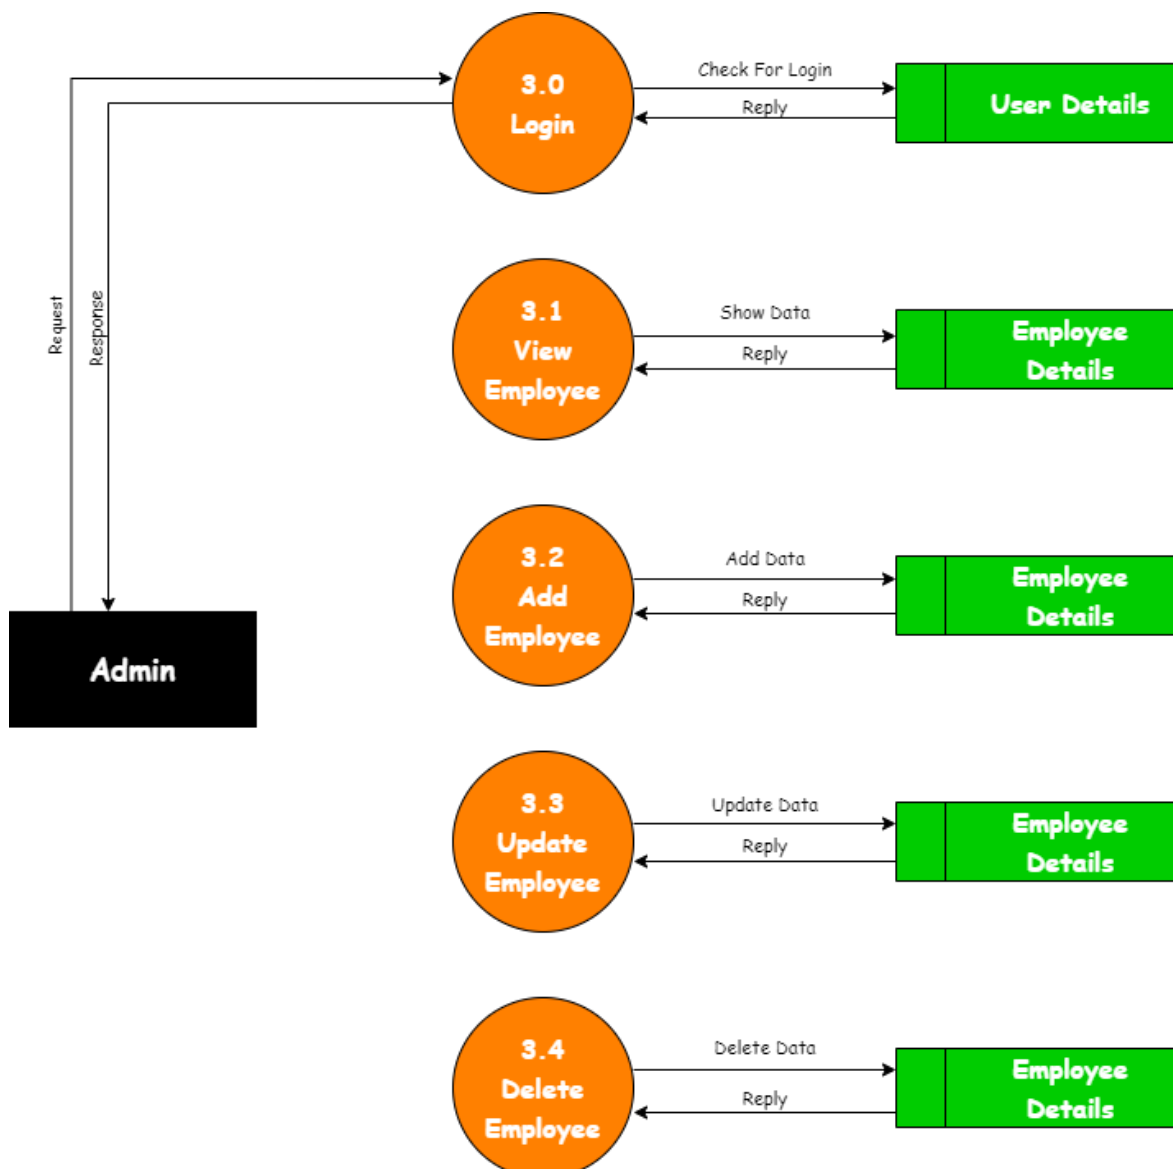 3.0
Login
Check For Login
Reply
User Details
Request
Response
3.1
View
Employee
Show Data
Reply
Employee
Details
3.2
Add
Employee
Add Data
Reply
Employee
Details
Admin
3.3
Update
Employee
Update Data
Reply
Employee
Details
3.4
Delete
Employee
Delete Data
Reply
Employee
Details